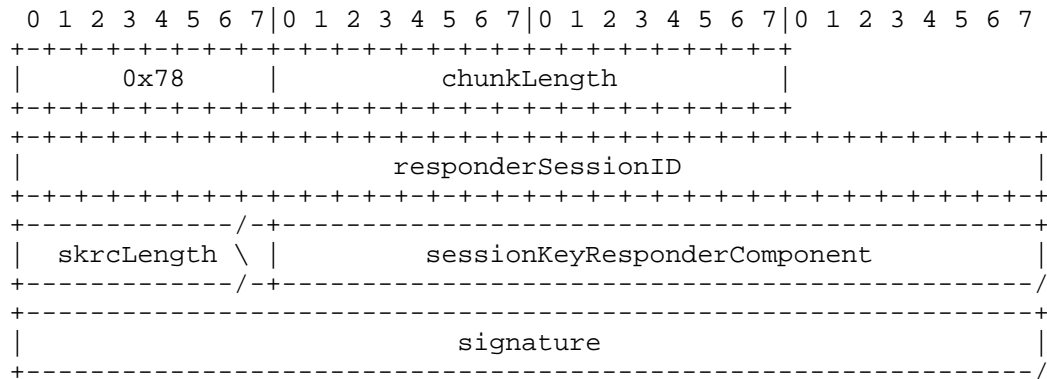 0 1 2 3 4 5 6 7|0 1 2 3 4 5 6 7|0 1 2 3 4 5 6 7|0 1 2 3 4 5 6 7
+-+-+-+-+-+-+-+-+-+-+-+-+-+-+-+-+-+-+-+-+-+-+-+-+
|      0x78     |          chunkLength          |
+-+-+-+-+-+-+-+-+-+-+-+-+-+-+-+-+-+-+-+-+-+-+-+-+
+-+-+-+-+-+-+-+-+-+-+-+-+-+-+-+-+-+-+-+-+-+-+-+-+-+-+-+-+-+-+-+-+
|                       responderSessionID                      |
+-+-+-+-+-+-+-+-+-+-+-+-+-+-+-+-+-+-+-+-+-+-+-+-+-+-+-+-+-+-+-+-+
+-------------/-+-----------------------------------------------+
|  skrcLength \ |         sessionKeyResponderComponent          |
+-------------/-+-----------------------------------------------/
+---------------------------------------------------------------+
|                           signature                           |
+---------------------------------------------------------------/